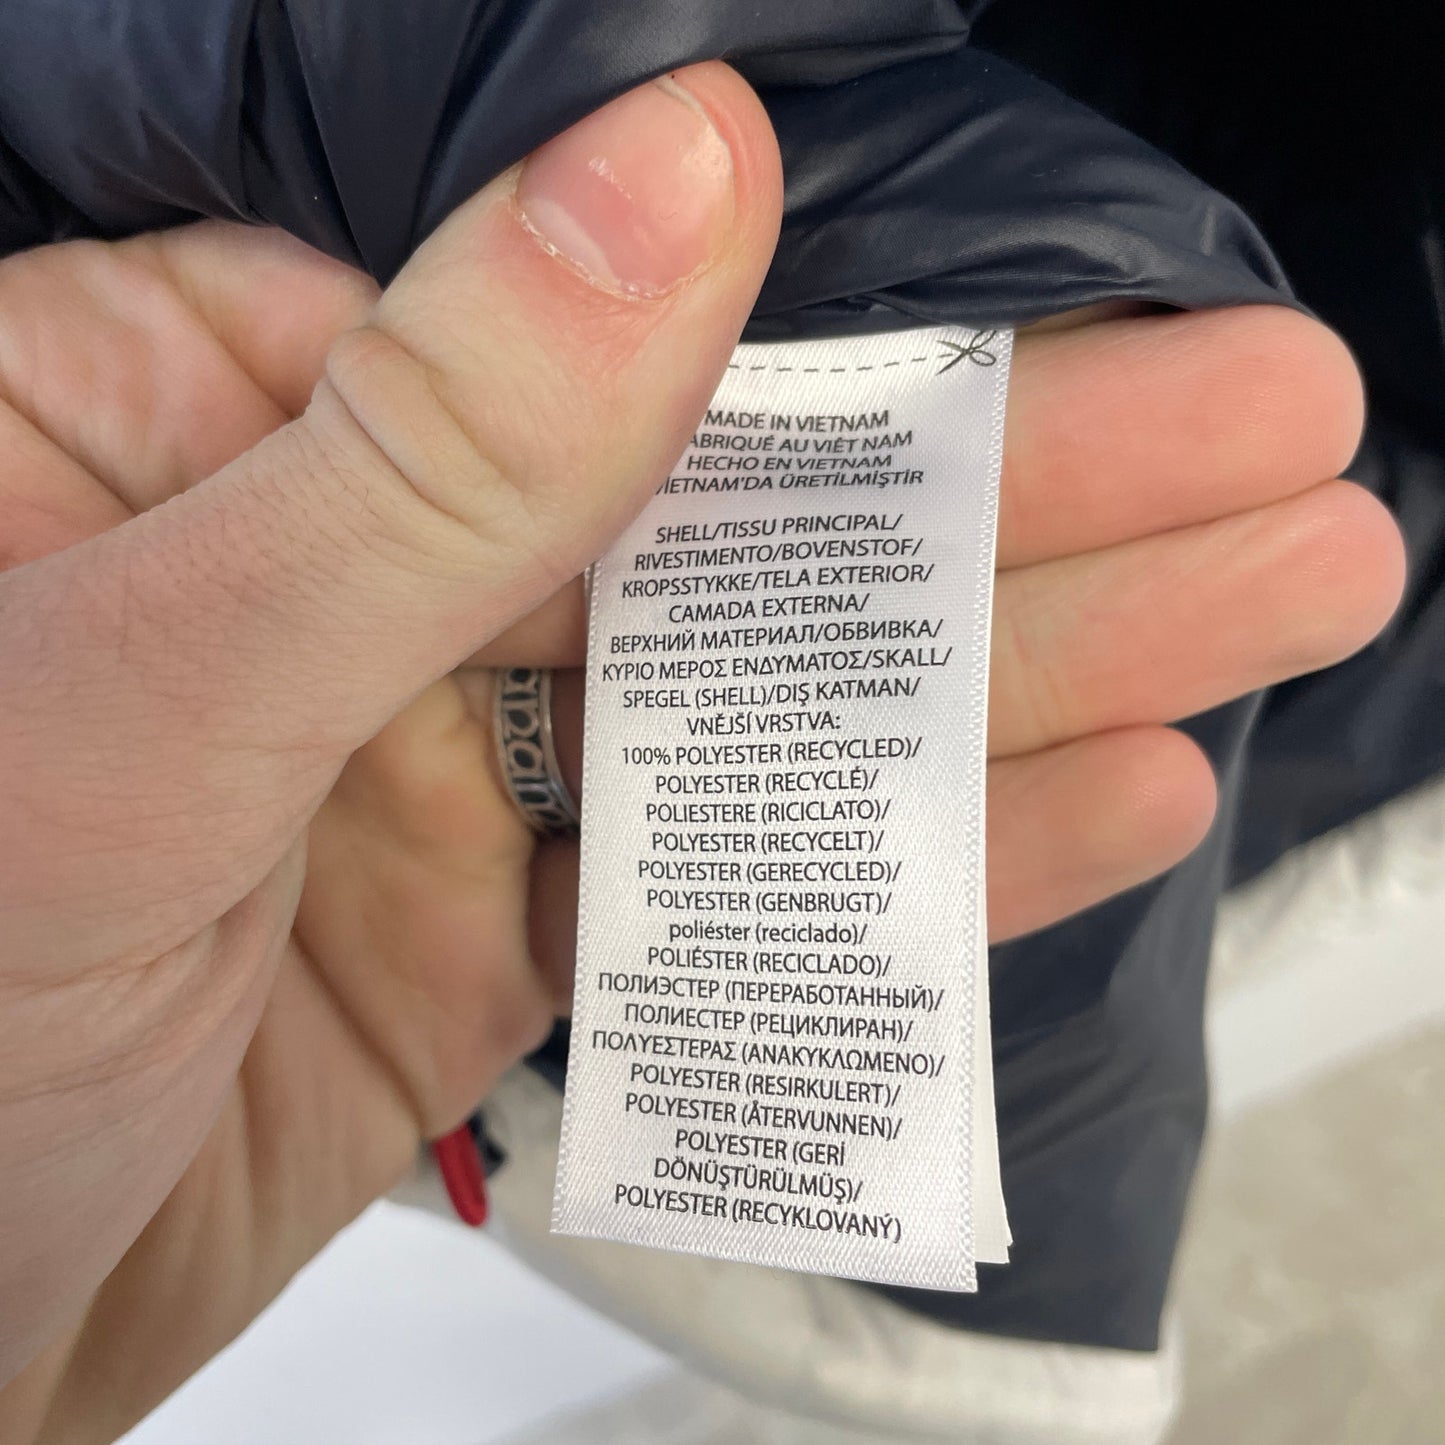 MADE IN VIETNAM
AU VIÊT NAM
HECHO EN VIETNAM
ÜRETİLMİŞTİR
SHELL/TISSU PRINCIPAL/
RIVESTIMENTO/BOVENSTOF/
KROPSSTYKKE/TELA EXTERIOR/
CAMADA EXTERNA/
ВЕРХНИЙ МАТЕРИАЛ/ОБВИВКА/
ΚΥΡΙΟ ΜΕΡΟΣ ΕΝΔΥΜΑΤΟΣ/SKALL/
SPEGEL (SHELL)/DIŞ KATMAN/
VNĚJŠÍ VRSTVA:
100% POLYESTER (RECYCLED)/
POLYESTER (RECYCLÉ)/
POLIESTERE (RICICLATO)/
POLYESTER (RECYCELT)/
POLYESTER (GERECYCLED)/
POLYESTER (GENBRUGT)/
poliéster (reciclado)/
POLIÉSTER (RECICLADO)/
ПОЛИЭСТЕР (ПЕРЕРАБОТАННЫЙ)/
ПОЛИЕСТЕР (РЕЦИКЛИРАН)/
ΠΟΛΥΕΣΤΕΡΑΣ (ΑΝΑΚΥΚΛΩΜΕΝΟ)/
POLYESTER (RESIRKULERT)/
POLYESTER (ÅTERVUNNEN)/
POLYESTER (GERİ
DÖNÜŞTÜRÜLMÜŞ)/
POLYESTER (RECYKLOVANÝ)